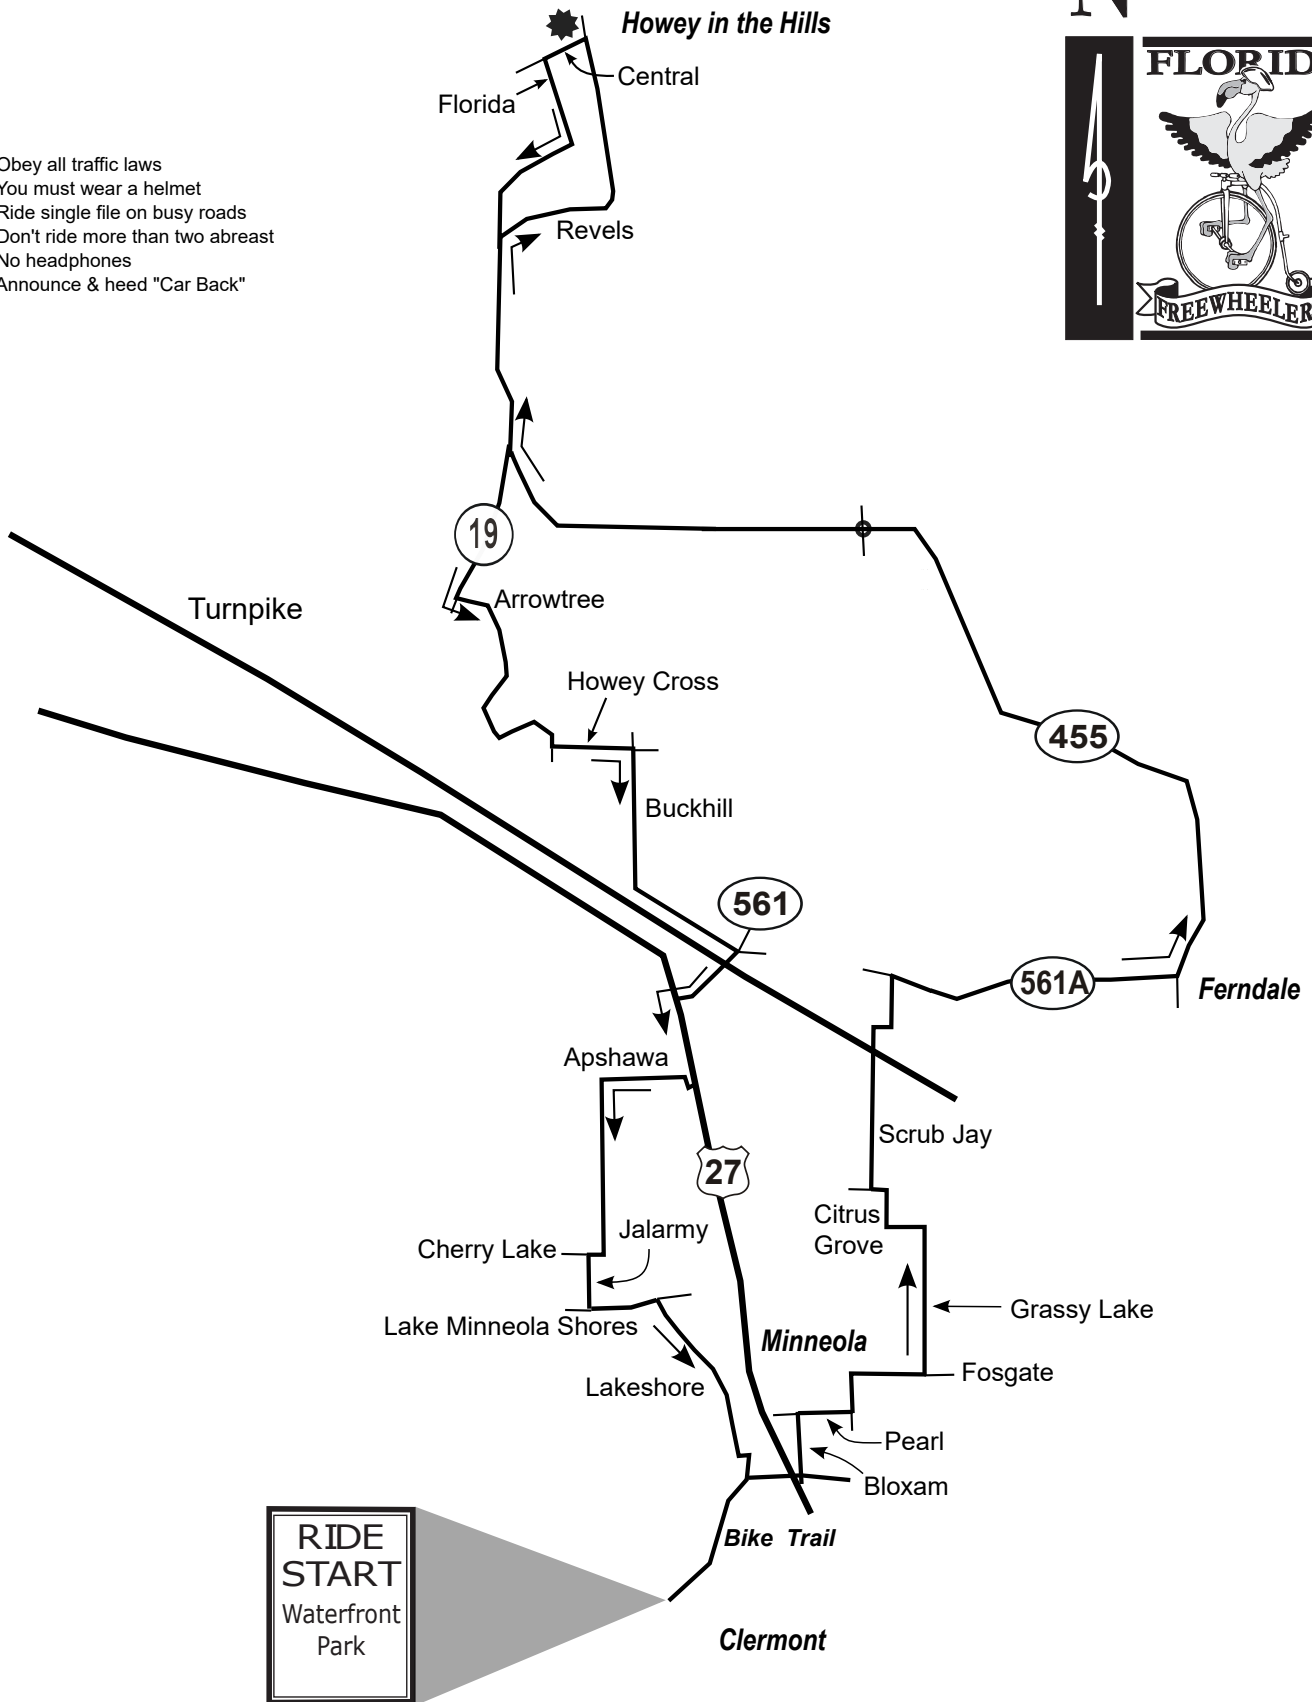 Howey in the Hills
N
FLORID
Central
Florida
Obey all traffic laws
You must wear a helmet
Ride single file on busy roads
Don't ride more than two abreast
No headphones
Announce & heed "Car Back"
Revels
FREEWHEELER
19
Arrowtree
Turnpike
Howey Cross
455
Buckhill
561
561A
Ferndale
Apshawa
Scrub Jay
27
Citrus
Grove
Jalarmy
Cherry Lake
Grassy Lake
Lake Minneola Shores
Minneola
Fosgate
Lakeshore
Pearl
Bloxam
Bike Trail
RIDE
START
Waterfront
Park
Clermont